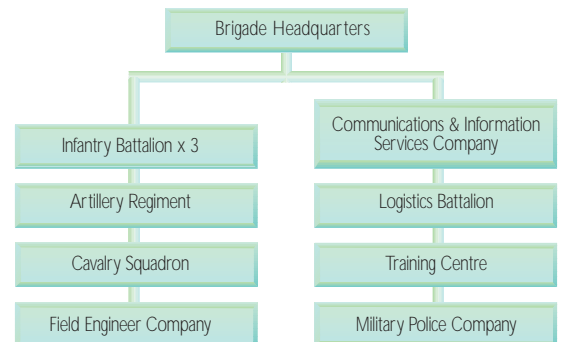 Brigade Headquarters
Infantry Battalion x 3
Artillery Regiment
Cavalry Squadron
Field Engineer Company
Communications & Information
Services Company
Logistics Battalion
Training Centre
Military Police Company